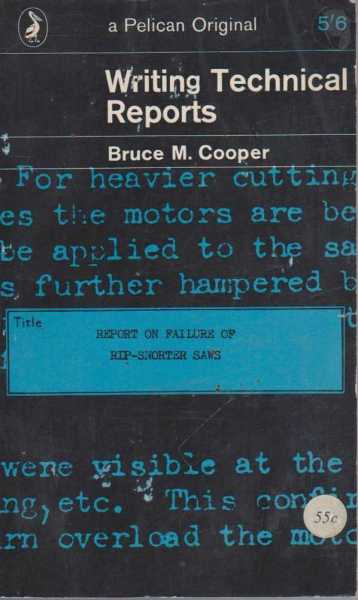 a Pelican Original 5'6
Writing Technical
Reports
Bruce M. Cooper
For heavier cutting
es the motors are be
be applied to the sa
s further hampered b
Title
REPORT ON FAILURE OF
RIP-SNORTER SAWS
were visible at the
ng, etc. This confir
55c
rn overload the moto